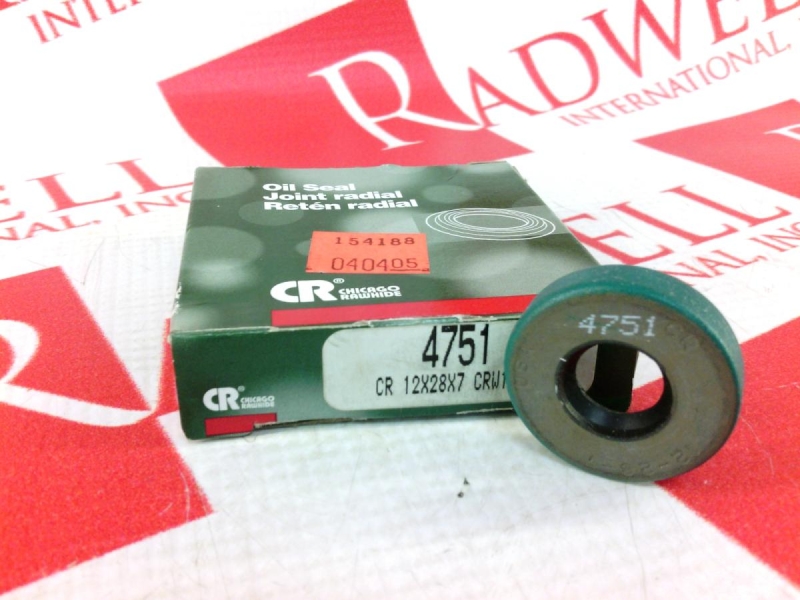 RADWELL
INTERNATIONAL, INC
Oil Seal
Joint radial
Retén radial
154188
040405
CR® CHICAGO
RAWHIDE
4751
CR 12X28X7
CR® CHICAGO
RAWHIDE
4751